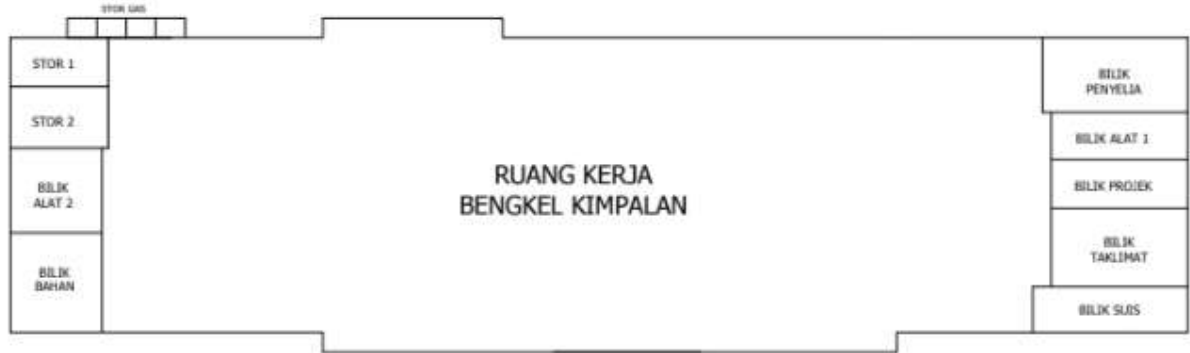 STOR GAS
STOR 1
STOR 2
BILIK
ALAT 2
BILIK
BAHAN
RUANG KERJA
BENGKEL KIMPALAN
BILIK
PENYELIA
BILIK ALAT 1
BILIK PROJEK
BILIK
TAKLIMAT
BILIK SUIS